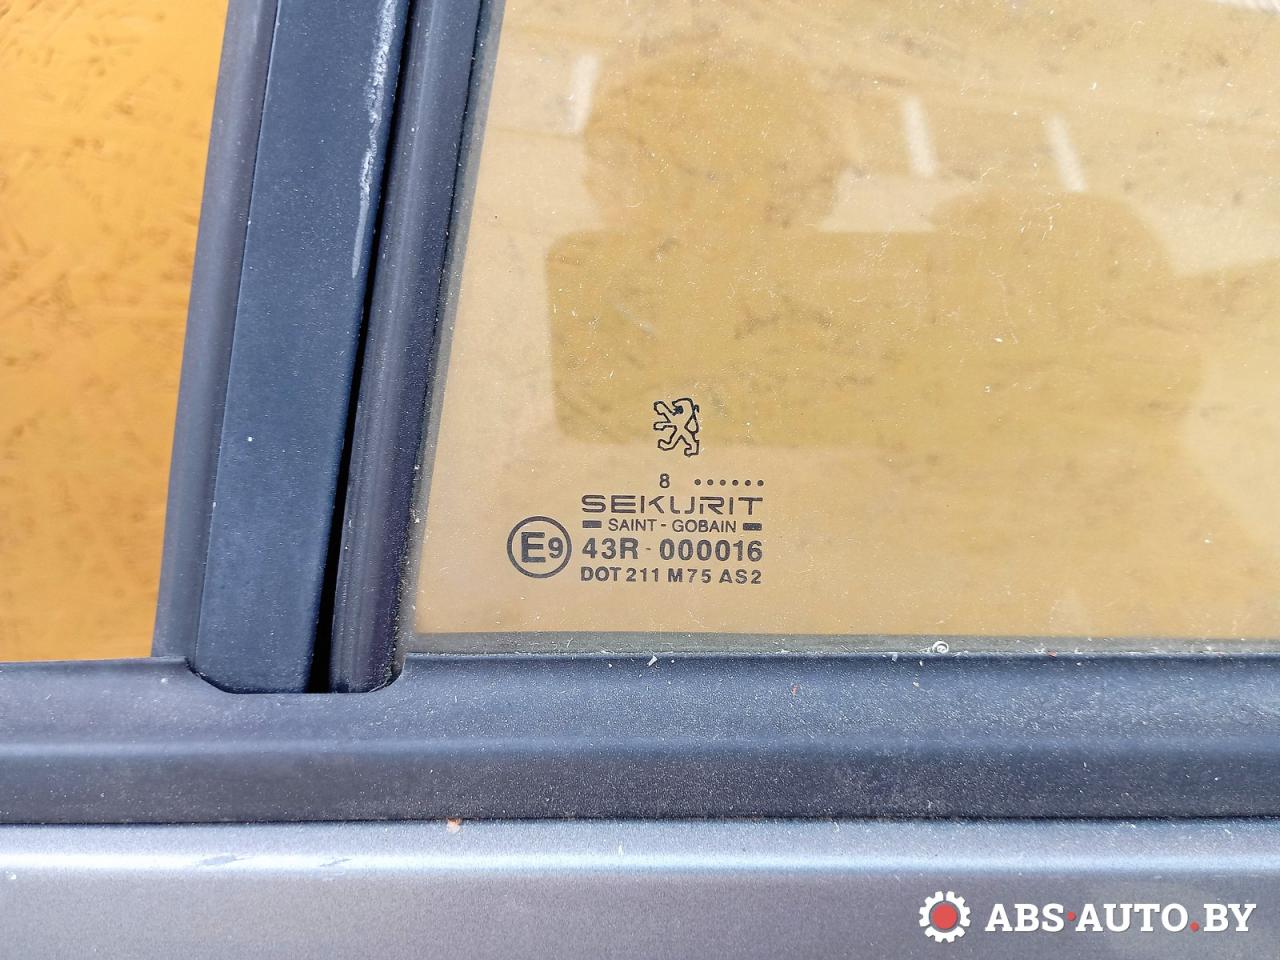 8 ••••••
SEKURIT
SAINT - GOBAIN
E9 43R - 000016
DOT 211 M75 AS2
ABS·AUTO.BY